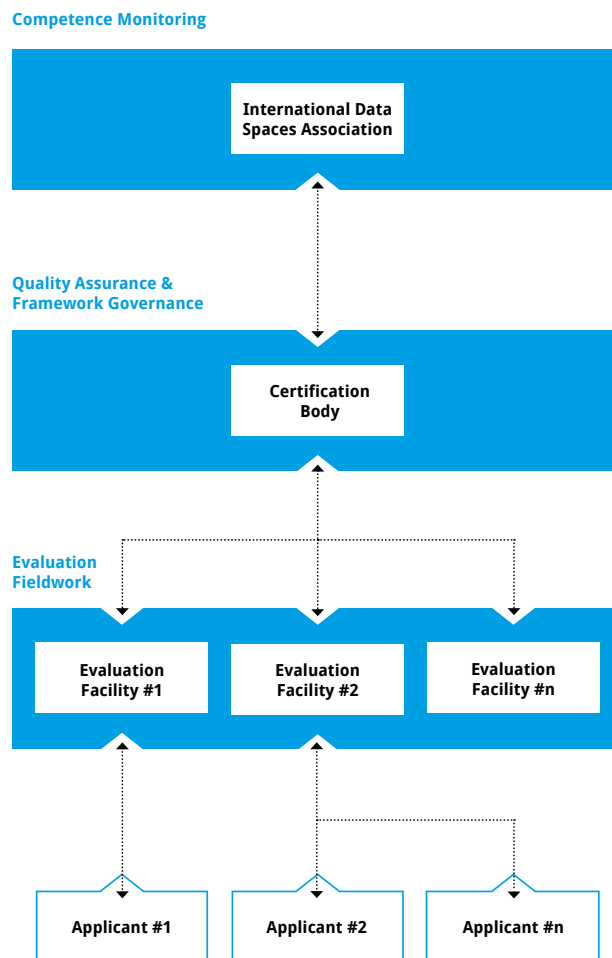 Competence Monitoring
International Data
Spaces Association
Quality Assurance &
Framework Governance
Certification
Body
Evaluation
Fieldwork
Evaluation
Facility #1
Evaluation
Facility #2
Evaluation
Facility #n
Applicant #1
Applicant #2
Applicant #n